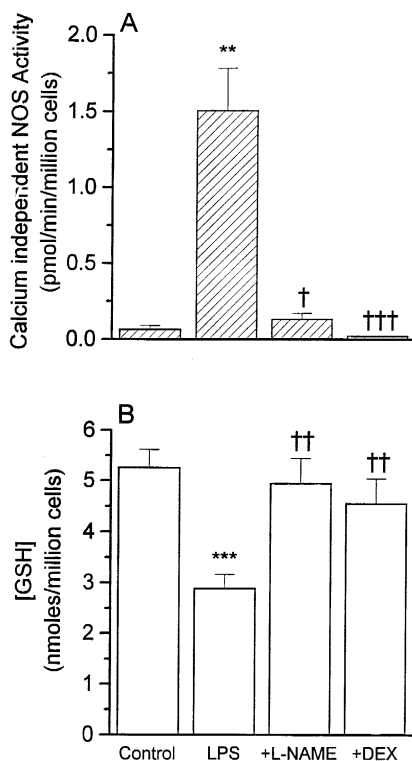 A
Calcium independent NOS Activity
(pmol/min/million cells)
2.0
1.5
1.0
0.5
0.0
**
†
†††
B
[GSH]
(nmoles/million cells)
6
5
4
3
2
1
0
***
††
††
Control LPS +L-NAME +DEX